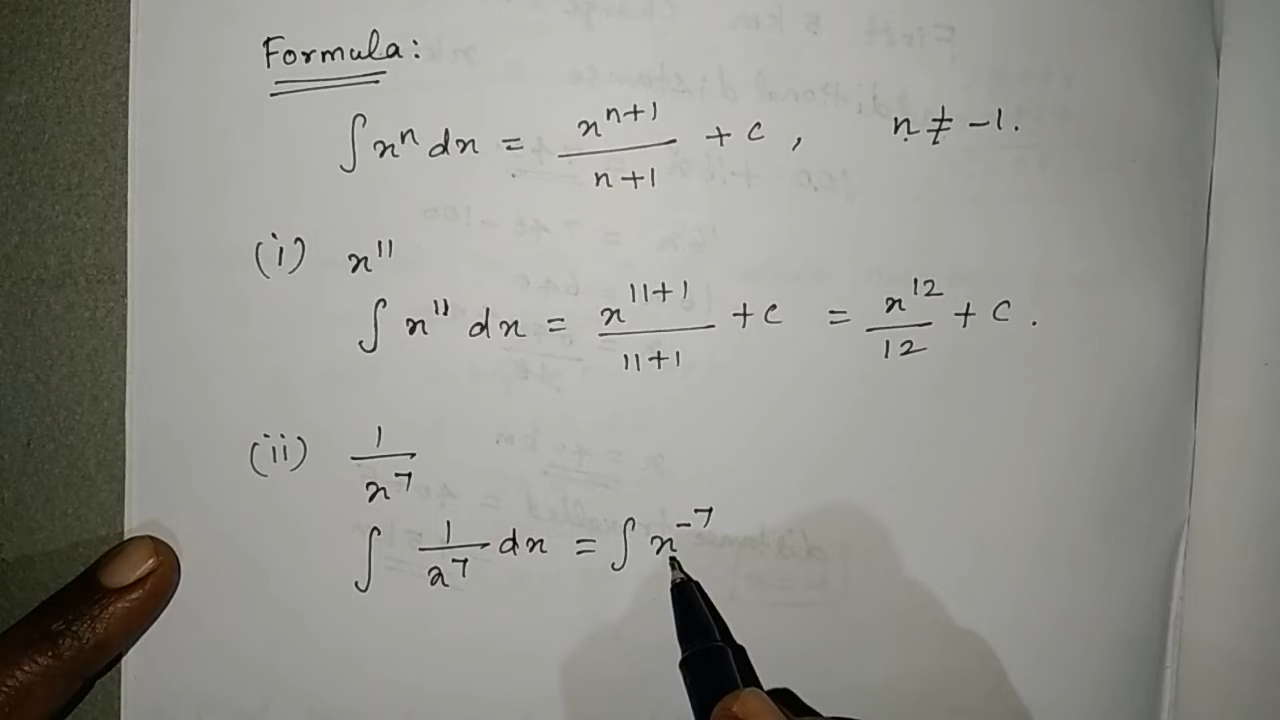 Formula:
∫ xⁿ dx = xⁿ⁺¹/(n+1) + c, n ≠ -1.
(i) x¹¹
∫ x¹¹ dx = x¹¹⁺¹/(11+1) + c = x¹²/12 + c.
(ii) 1/x⁷
∫ 1/x⁷ dx = ∫ x⁻⁷